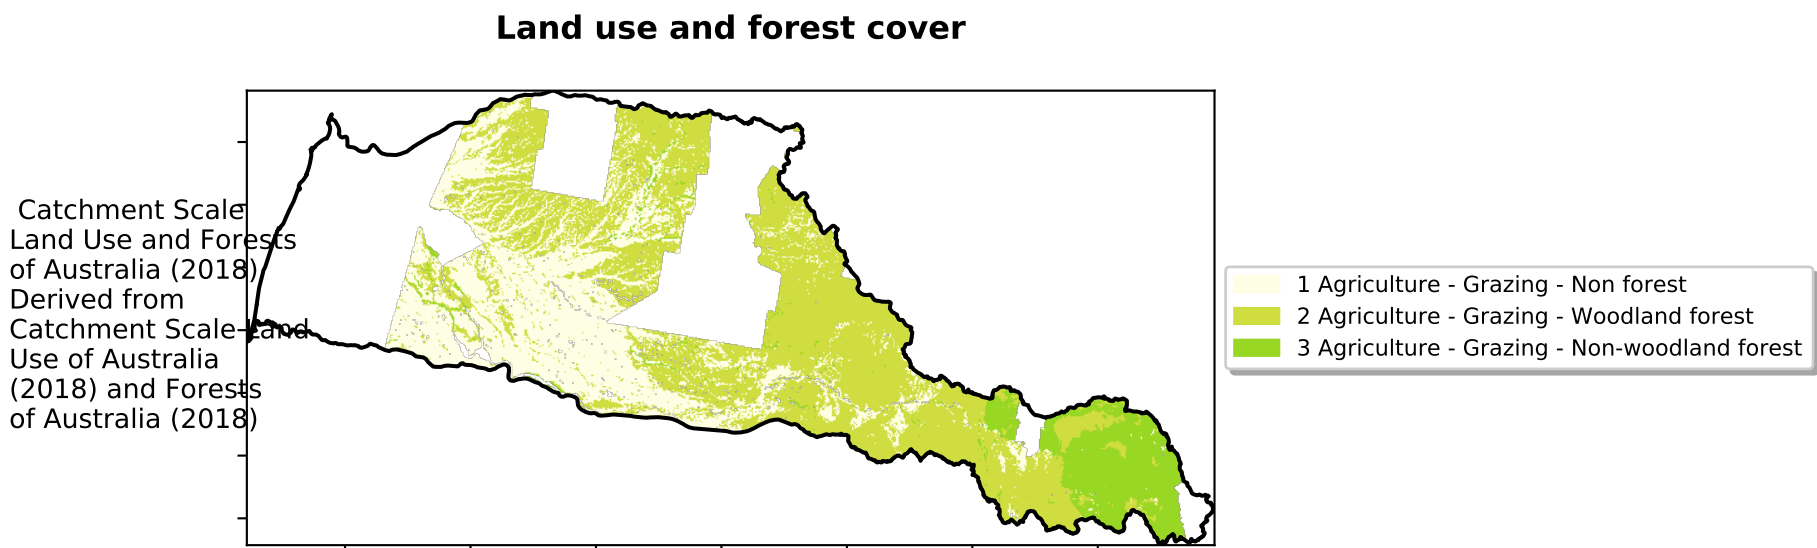 Land use and forest cover
Catchment Scale
Land Use and Forests
of Australia (2018)
Derived from
Catchment Scale Land
Use of Australia
(2018) and Forests
of Australia (2018)
1 Agriculture - Grazing - Non forest
2 Agriculture - Grazing - Woodland forest
3 Agriculture - Grazing - Non-woodland forest